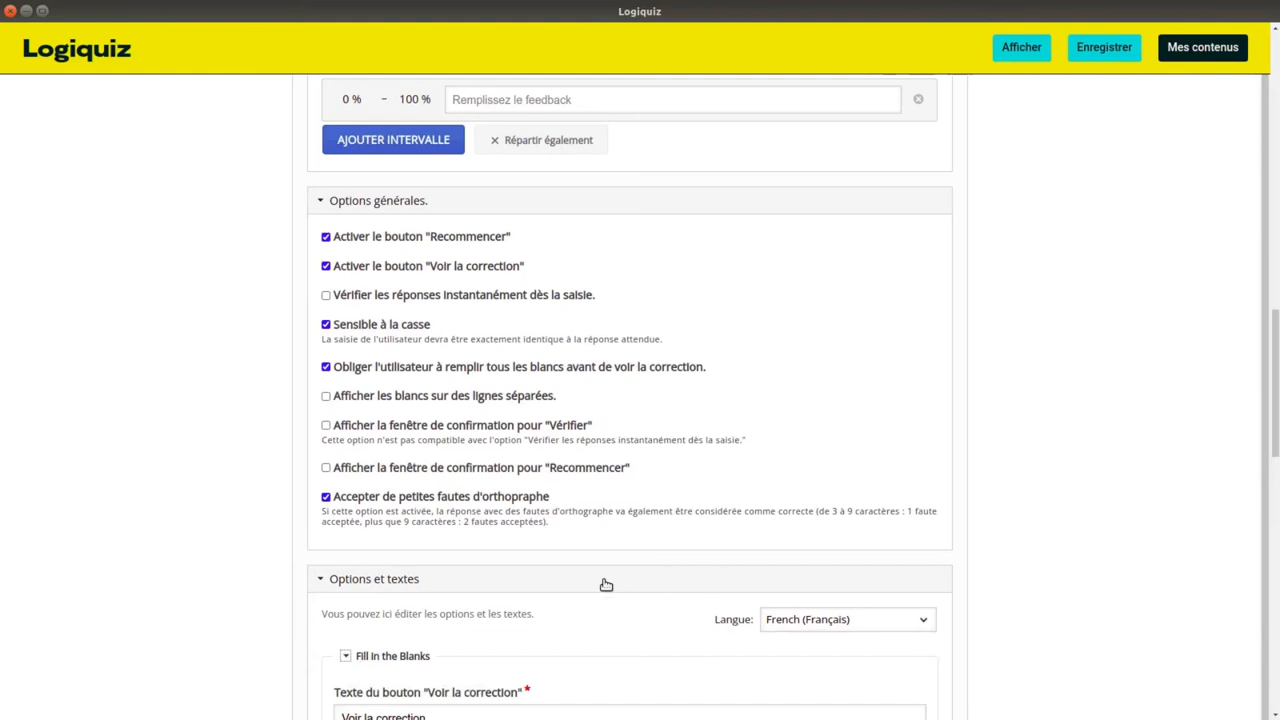 Logiquiz
Logiquiz
Afficher
Enregistrer
Mes contenus
0 % – 100 % Remplissez le feedback
AJOUTER INTERVALLE
Répartir également
Options générales.
Activer le bouton "Recommencer"
Activer le bouton "Voir la correction"
Vérifier les réponses instantanément dès la saisie.
Sensible à la casse
La saisie de l'utilisateur devra être exactement identique à la réponse attendue.
Obliger l'utilisateur à remplir tous les blancs avant de voir la correction.
Afficher les blancs sur des lignes séparées.
Afficher la fenêtre de confirmation pour "Vérifier"
Cette option n'est pas compatible avec l'option "Vérifier les réponses instantanément dès la saisie."
Afficher la fenêtre de confirmation pour "Recommencer"
Accepter de petites fautes d'orthopraphe
Si cette option est activée, la réponse avec des fautes d'orthographe va également être considérée comme correcte (de 3 à 9 caractères : 1 faute
acceptée, plus que 9 caractères : 2 fautes acceptées).
Options et textes
Vous pouvez ici éditer les options et les textes.
Langue: French (Français)
Fill in the Blanks
Texte du bouton "Voir la correction" *
Voir la correction